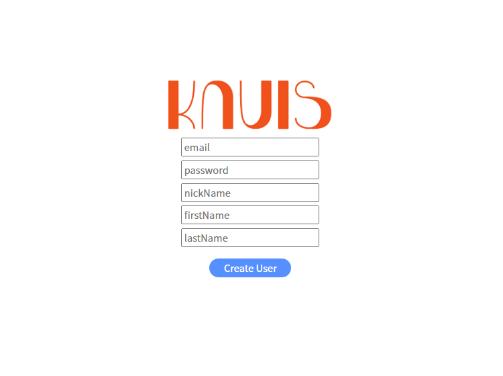 KNUIS
email
password
nickName
firstName
lastName
Create User